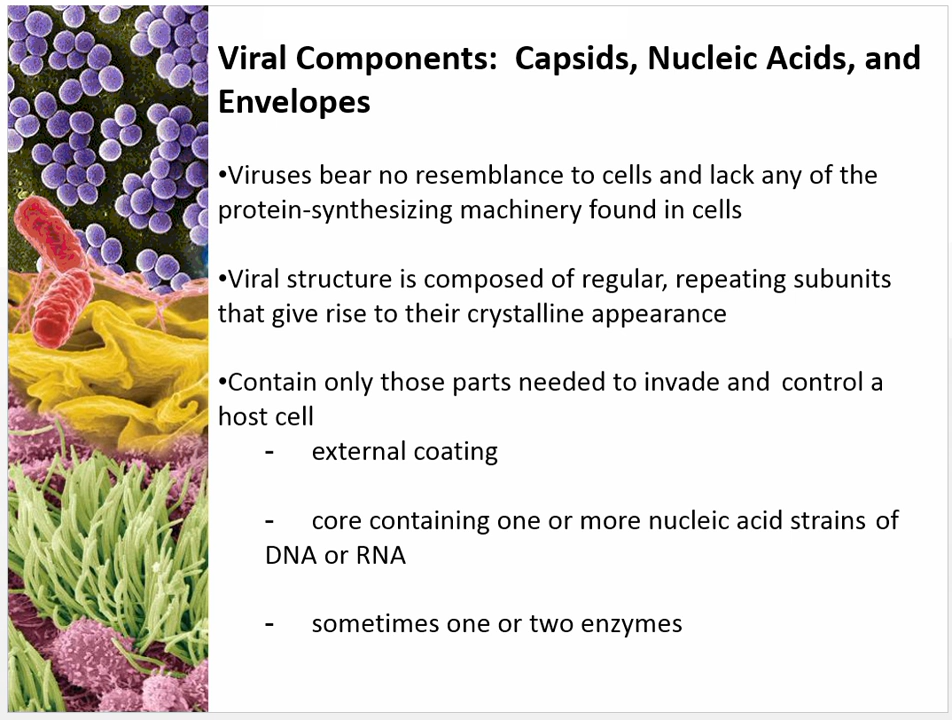 Viral Components:  Capsids, Nucleic Acids, and
Envelopes
•Viruses bear no resemblance to cells and lack any of the
protein-synthesizing machinery found in cells
•Viral structure is composed of regular, repeating subunits
that give rise to their crystalline appearance
•Contain only those parts needed to invade and control a
host cell
- external coating
- core containing one or more nucleic acid strains of
DNA or RNA
- sometimes one or two enzymes